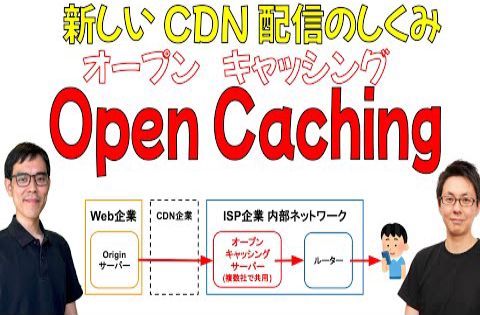 新しい CDN 配信のしくみ
オープン キャッシング
Open Caching
Web企業
CDN企業
ISP企業 内部ネットワーク
Origin
サーバー
オープン
キャッシング
サーバー
(複数社で共用)
ルーター